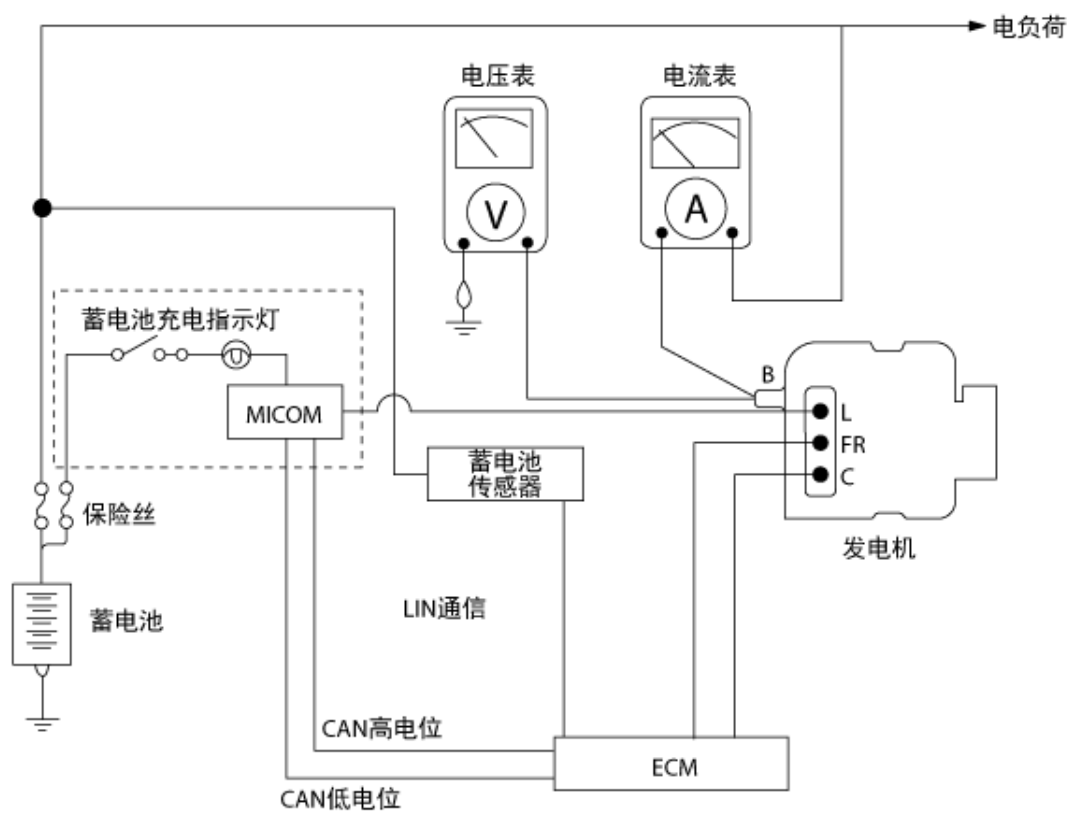 电负荷
电压表
电流表
V
A
蓄电池充电指示灯
B
MICOM
L
FR
C
蓄电池
传感器
保险丝
发电机
蓄电池
LIN通信
CAN高电位
ECM
CAN低电位